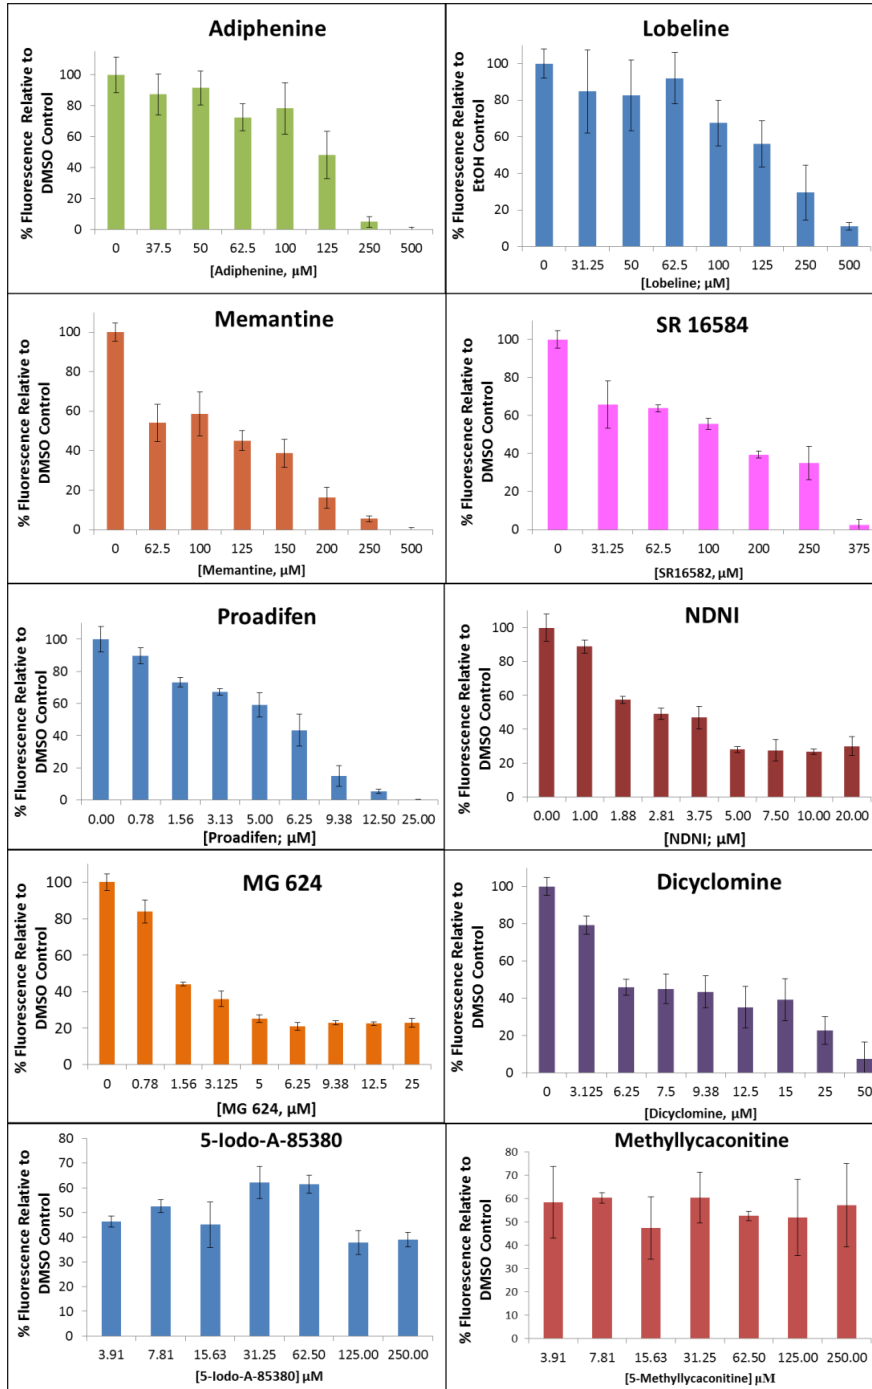 Adiphenine
% Fluorescence Relative to
DMSO Control
120
100
80
60
40
20
0
0 37.5 50 62.5 100 125 250 500
[Adiphenine, µM]
Lobeline
% Fluorescence Relative to
EtOH Control
120
100
80
60
40
20
0
0 31.25 50 62.5 100 125 250 500
[Lobeline; µM]
Memantine
% Fluorescence Relative to
DMSO Control
100
80
60
40
20
0
0 62.5 100 125 150 200 250 500
[Memantine, µM]
SR 16584
% Fluorescence Relative to
DMSO Control
100
80
60
40
20
0
0 31.25 62.5 100 200 250 375
[SR16582, µM]
Proadifen
% Fluorescence Relative to
DMSO Control
100
80
60
40
20
0
0.00 0.78 1.56 3.13 5.00 6.25 9.38 12.50 25.00
[Proadifen; µM]
NDNI
% Fluorescence Relative to
DMSO Control
100
80
60
40
20
0
0.00 1.00 1.88 2.81 3.75 5.00 7.50 10.00 20.00
[NDNI; µM]
MG 624
% Fluorescence Relative to
DMSO Control
100
80
60
40
20
0
0 0.78 1.56 3.125 5 6.25 9.38 12.5 25
[MG 624, µM]
Dicyclomine
% Fluorescence Relative to
DMSO Control
100
80
60
40
20
0
0 3.125 6.25 7.5 9.38 12.5 15 25 50
[Dicyclomine, µM]
5-Iodo-A-85380
% Fluorescence Relative to
DMSO Control
80
70
60
50
40
30
20
10
0
3.91 7.81 15.63 31.25 62.50 125.00 250.00
[5-Iodo-A-85380] µM
Methyllycaconitine
% Fluorescence Relative to
DMSO Control
80
70
60
50
40
30
20
10
0
3.91 7.81 15.63 31.25 62.50 125.00 250.00
[5-Methyllycaconitine] µM